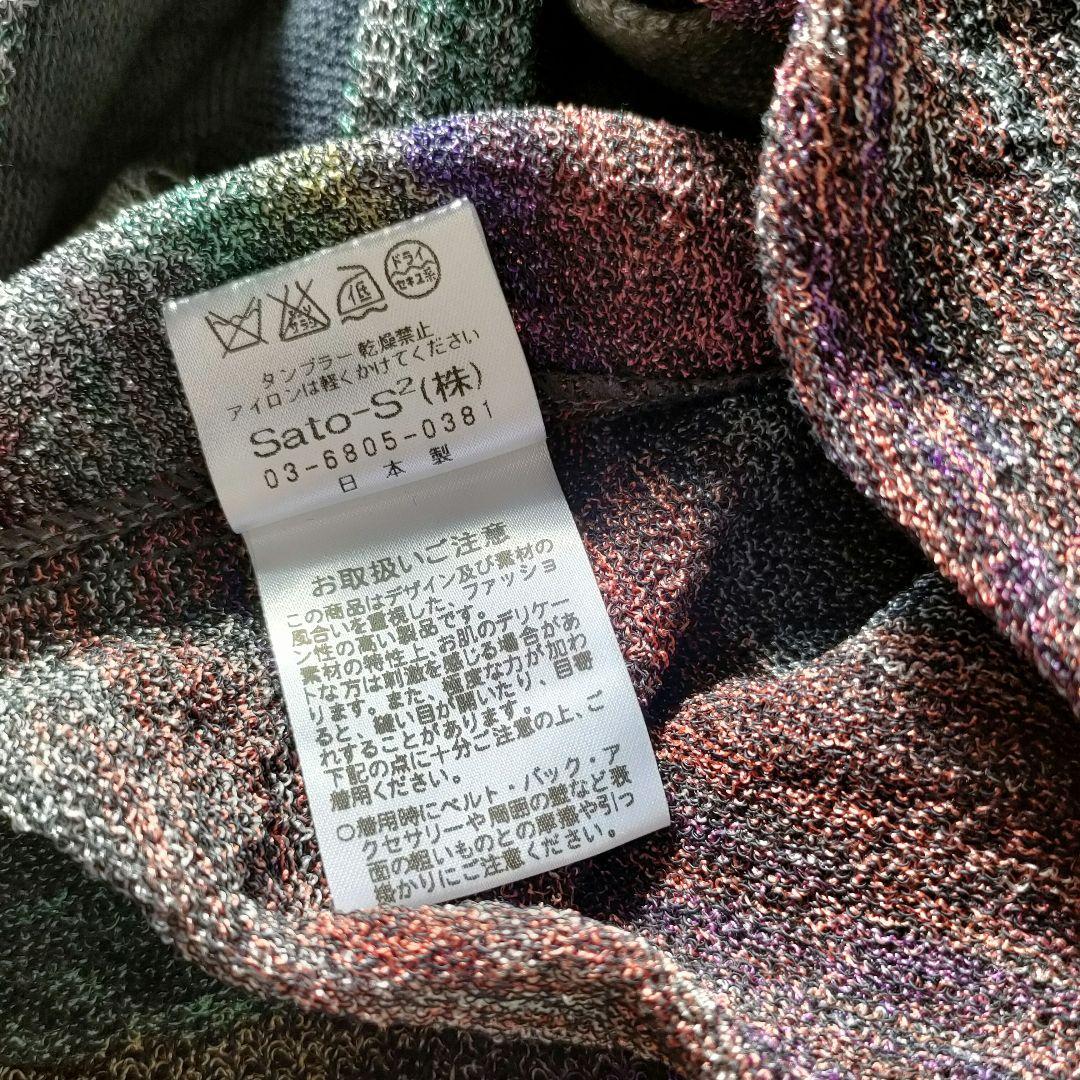 エンソ
サラシ
低
ドライ
セキユ系
タンブラー乾燥禁止
アイロンは軽くかけてください
Sato-S²(株)
03-6805-0381
日本製
お取扱いご注意
この商品はデザイン及び素材の
風合いを重視した、ファッショ
ン性の高い製品です。
素材の特性上、お肌のデリケー
トな方は刺激を感じる場合があ
ります。また、強度な力が加わ
ると、縫い目が開いたり、目寄
れすることがあります。
下記の点に十分ご注意の上、ご
着用ください。
○着用時にベルト・バック・ア
クセサリーや周囲の壁など表
面の粗いものとの摩擦や引っ
掛かりにご注意ください。